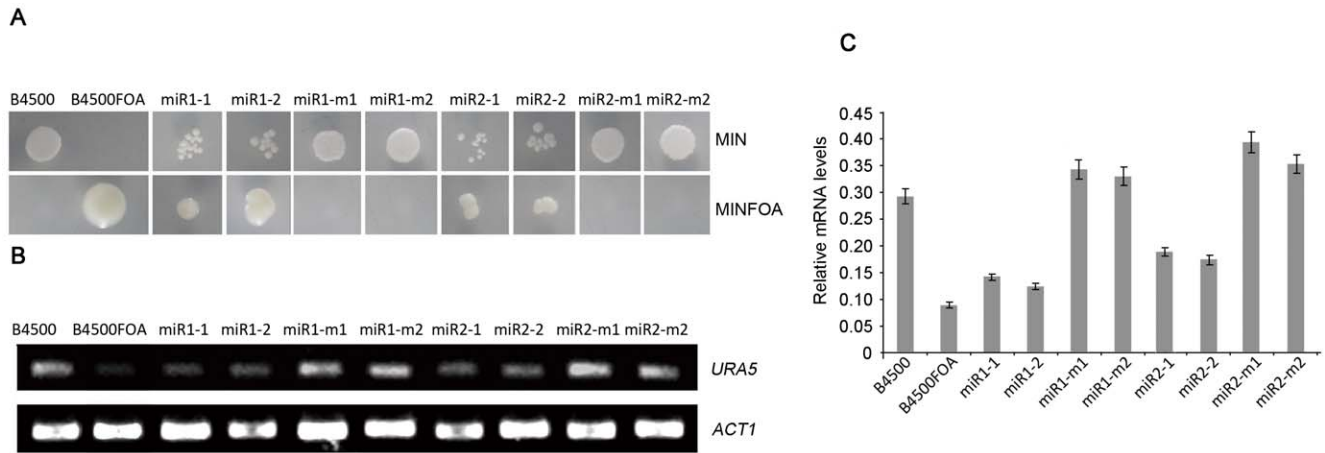 A
B4500 B4500FOA miR1-1 miR1-2 miR1-m1 miR1-m2 miR2-1 miR2-2 miR2-m1 miR2-m2
MIN
MINFOA
B
B4500 B4500FOA miR1-1 miR1-2 miR1-m1 miR1-m2 miR2-1 miR2-2 miR2-m1 miR2-m2
URA5
ACT1
C
Relative mRNA levels
0.45
0.40
0.35
0.30
0.25
0.20
0.15
0.10
0.05
0
B4500 B4500FOA miR1-1 miR1-2 miR1-m1 miR1-m2 miR2-1 miR2-2 miR2-m1 miR2-m2